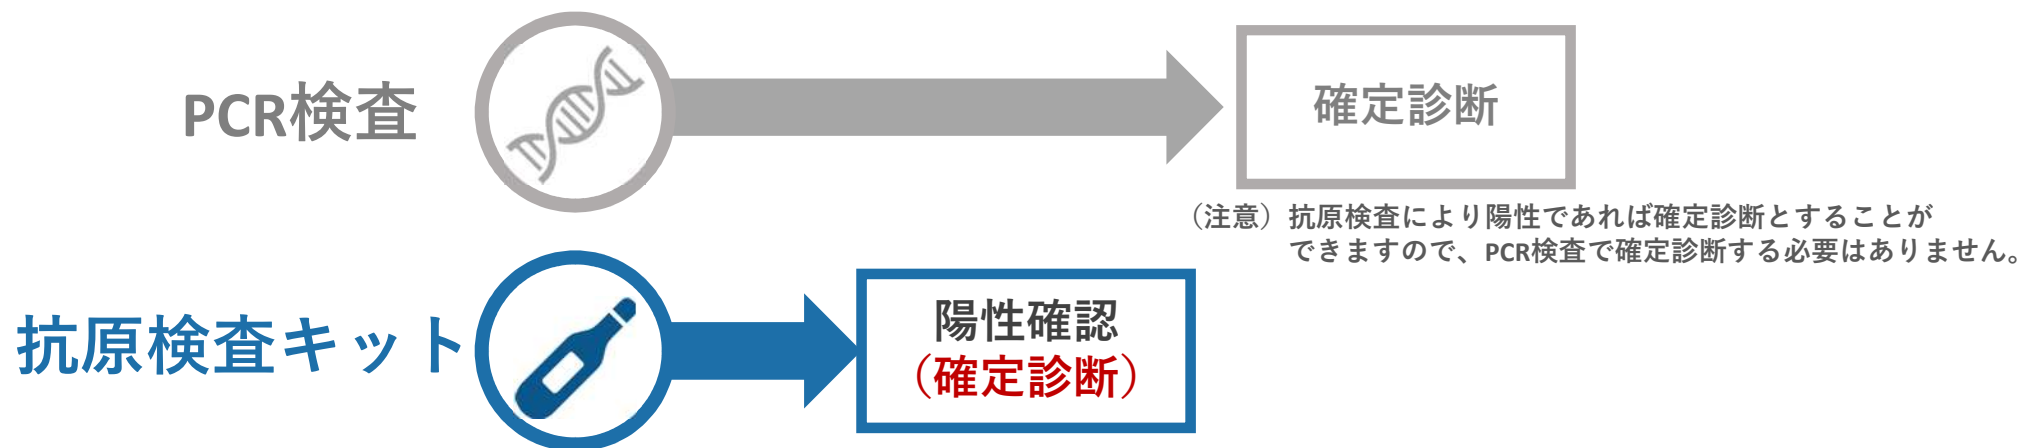 PCR検査
確定診断
（注意）抗原検査により陽性であれば確定診断とすることが
できますので、PCR検査で確定診断する必要はありません。
抗原検査キット
陽性確認
（確定診断）